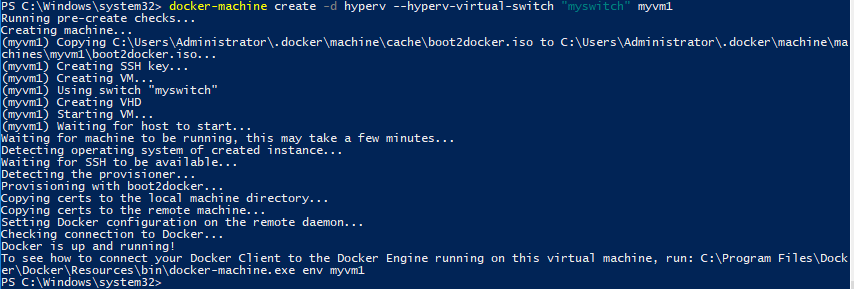 PS C:\Windows\system32> docker-machine create -d hyperv --hyperv-virtual-switch "myswitch" myvm1
Running pre-create checks...
Creating machine...
(myvm1) Copying C:\Users\Administrator\.docker\machine\cache\boot2docker.iso to C:\Users\Administrator\.docker\machine\ma
chines\myvm1\boot2docker.iso...
(myvm1) Creating SSH key...
(myvm1) Creating VM...
(myvm1) Using switch "myswitch"
(myvm1) Creating VHD
(myvm1) Starting VM...
(myvm1) Waiting for host to start...
Waiting for machine to be running, this may take a few minutes...
Detecting operating system of created instance...
Waiting for SSH to be available...
Detecting the provisioner...
Provisioning with boot2docker...
Copying certs to the local machine directory...
Copying certs to the remote machine...
Setting Docker configuration on the remote daemon...
Checking connection to Docker...
Docker is up and running!
To see how to connect your Docker Client to the Docker Engine running on this virtual machine, run: C:\Program Files\Dock
er\Docker\Resources\bin\docker-machine.exe env myvm1
PS C:\Windows\system32>